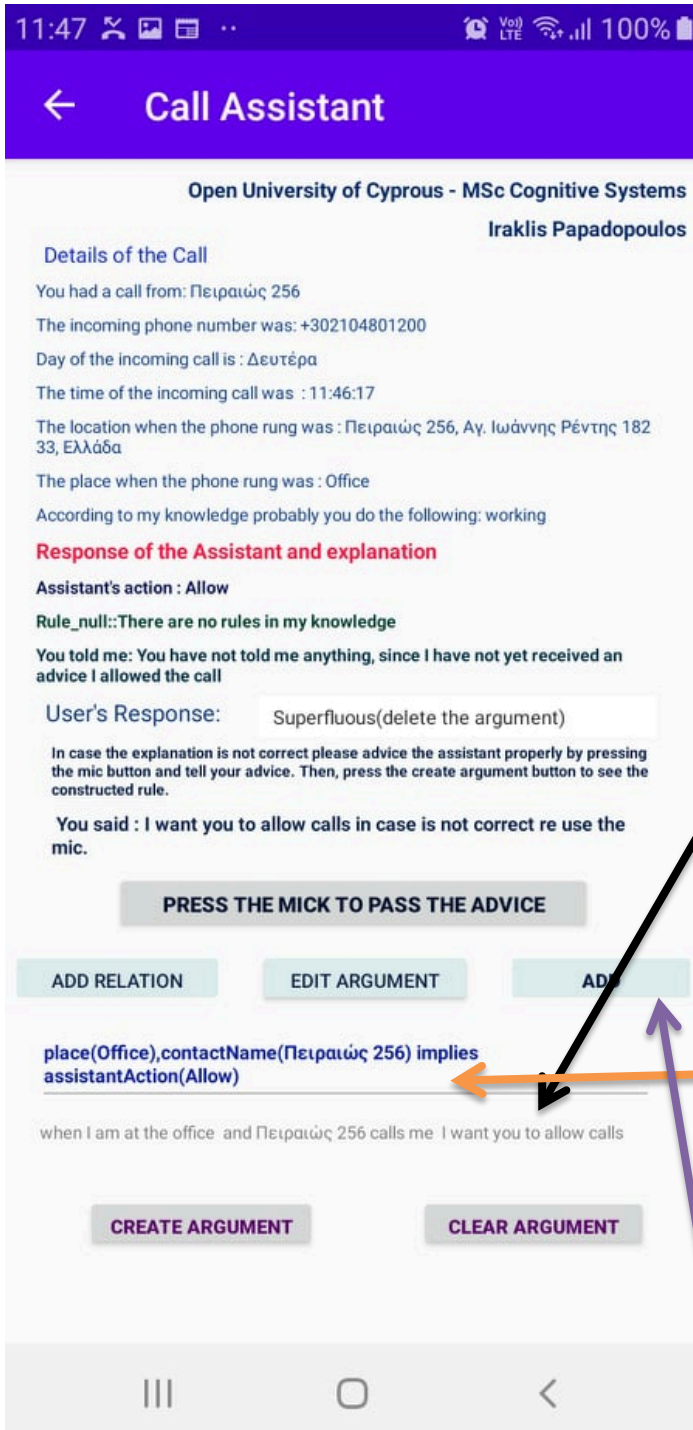 11:47 VoI) LTE 100%
Call Assistant
Open University of Cyprous - MSc Cognitive Systems
Iraklis Papadopoulos
Details of the Call
You had a call from: Πειραιώς 256
The incoming phone number was: +302104801200
Day of the incoming call is : Δευτέρα
The time of the incoming call was : 11:46:17
The location when the phone rung was : Πειραιώς 256, Αγ. Ιωάννης Ρέντης 182
33, Ελλάδα
The place when the phone rung was : Office
According to my knowledge probably you do the following: working
Response of the Assistant and explanation
Assistant's action : Allow
Rule_null::There are no rules in my knowledge
You told me: You have not told me anything, since I have not yet received an
advice I allowed the call
User's Response: Superfluous(delete the argument)
In case the explanation is not correct please advice the assistant properly by pressing
the mic button and tell your advice. Then, press the create argument button to see the
constructed rule.
You said : I want you to allow calls in case is not correct re use the
mic.
PRESS THE MICK TO PASS THE ADVICE
ADD RELATION EDIT ARGUMENT ADD
place(Office),contactName(Πειραιώς 256) implies
assistantAction(Allow)
when I am at the office and Πειραιώς 256 calls me I want you to allow calls
CREATE ARGUMENT CLEAR ARGUMENT